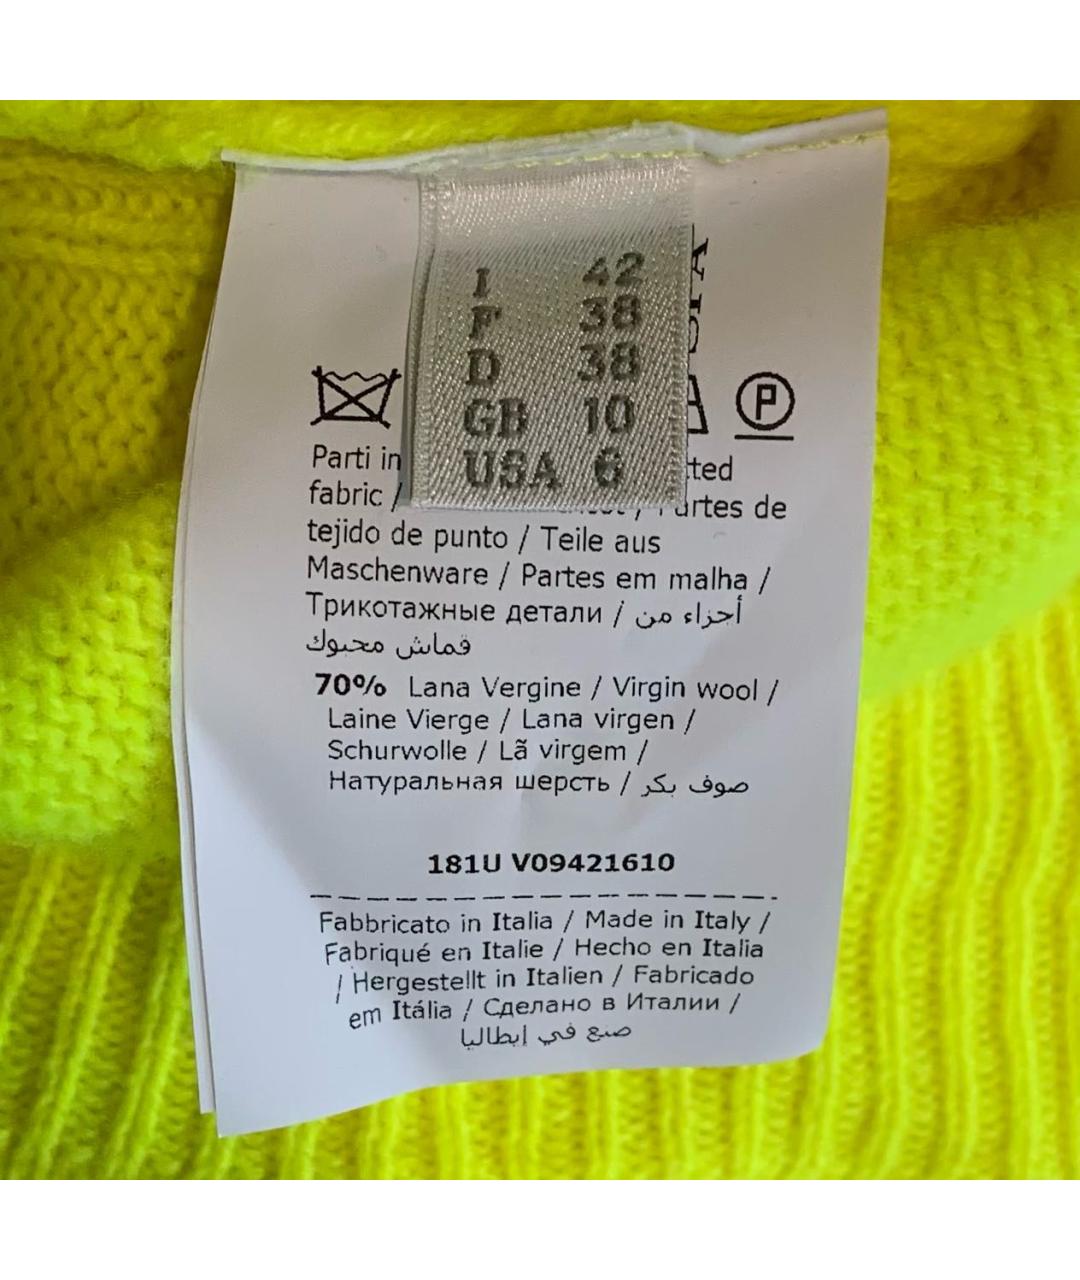 I 42
F 38
D 38
GB 10
USA 6
P
Parti in
fabric / artes de
tejido de punto / Teile aus
Maschenware / Partes em malha /
Трикотажные детали / أجزاء من
قماش محبوك
70% Lana Vergine / Virgin wool /
Laine Vierge / Lana virgen /
Schurwolle / Lã virgem /
Натуральная шерсть / صوف بكر
181U V09421610
Fabbricato in Italia / Made in Italy /
Fabriqué en Italie / Hecho en Italia
/ Hergestellt in Italien / Fabricado
em Itália / Сделано в Италии /
صنع في إيطاليا